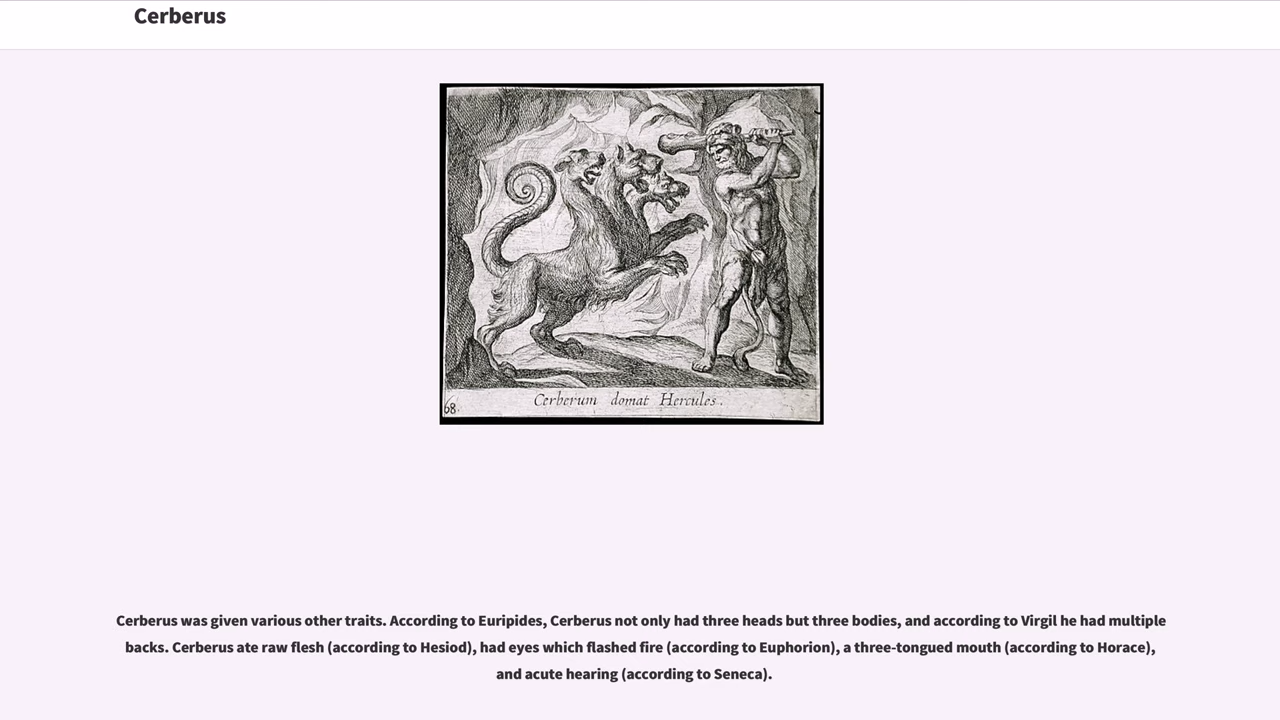 Cerberus
Cerberum domat Hercules.
68.
Cerberus was given various other traits. According to Euripides, Cerberus not only had three heads but three bodies, and according to Virgil he had multiple
backs. Cerberus ate raw flesh (according to Hesiod), had eyes which flashed fire (according to Euphorion), a three-tongued mouth (according to Horace),
and acute hearing (according to Seneca).